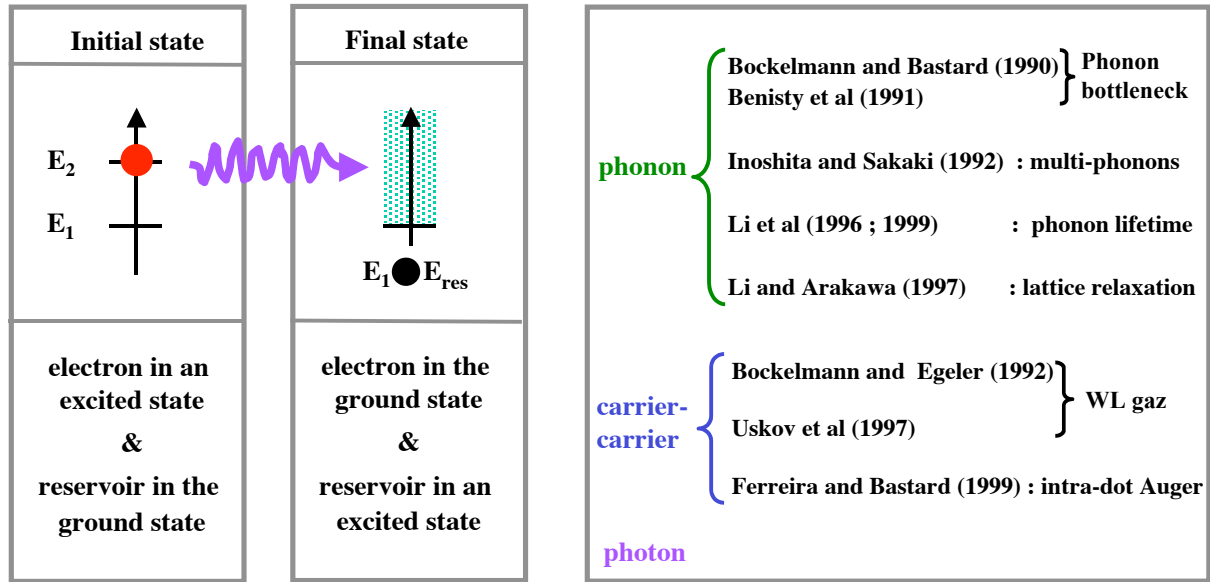 Initial state
E2
E1
electron in an
excited state
&
reservoir in the
ground state
Final state
E1 Eres
electron in the
ground state
&
reservoir in an
excited state
phonon
Bockelmann and Bastard (1990)
Benisty et al (1991)
Phonon
bottleneck
Inoshita and Sakaki (1992) : multi-phonons
Li et al (1996 ; 1999) : phonon lifetime
Li and Arakawa (1997) : lattice relaxation
carrier-
carrier
Bockelmann and Egeler (1992)
Uskov et al (1997)
WL gaz
Ferreira and Bastard (1999) : intra-dot Auger
photon